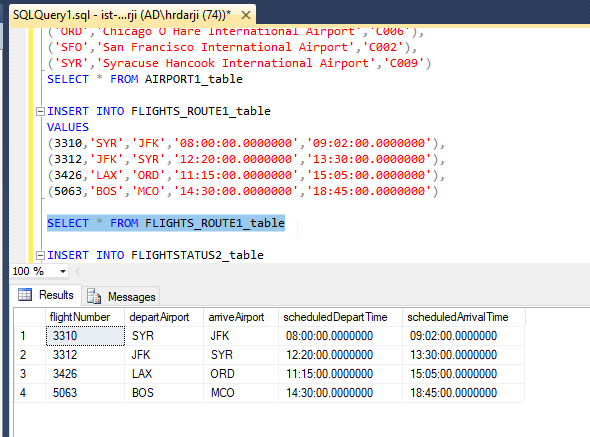 SQLQuery1.sql - ist-...rji (AD\hrdarji (74))*
('ORD','Chicago O Hare International Airport','C006'),
('SFO','San Francisco International Airport','C002'),
('SYR','Syracuse Hancook International Airport','C009')
SELECT * FROM AIRPORT1_table
INSERT INTO FLIGHTS_ROUTE1_table
VALUES
(3310,'SYR','JFK','08:00:00.0000000','09:02:00.0000000'),
(3312,'JFK','SYR','12:20:00.0000000','13:30:00.0000000'),
(3426,'LAX','ORD','11:15:00.0000000','15:05:00.0000000'),
(5063,'BOS','MCO','14:30:00.0000000','18:45:00.0000000')
SELECT * FROM FLIGHTS_ROUTE1_table
INSERT INTO FLIGHTSTATUS2_table
100 %
Results Messages
flightNumber departAirport arriveAirport scheduledDepartTime scheduledArrivalTime
1 3310 SYR JFK 08:00:00.0000000 09:02:00.0000000
2 3312 JFK SYR 12:20:00.0000000 13:30:00.0000000
3 3426 LAX ORD 11:15:00.0000000 15:05:00.0000000
4 5063 BOS MCO 14:30:00.0000000 18:45:00.0000000